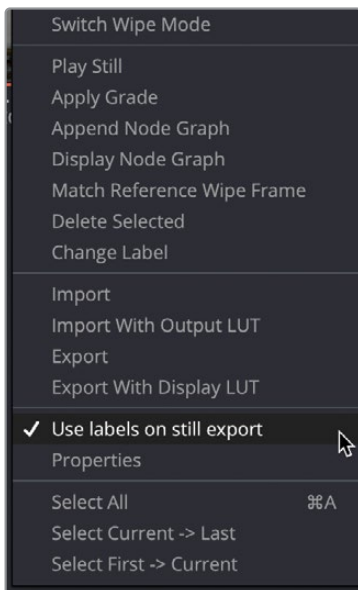 Switch Wipe Mode
Play Still
Apply Grade
Append Node Graph
Display Node Graph
Match Reference Wipe Frame
Delete Selected
Change Label
Import
Import With Output LUT
Export
Export With Display LUT
✓ Use labels on still export
Properties
Select All ⌘A
Select Current -> Last
Select First -> Current